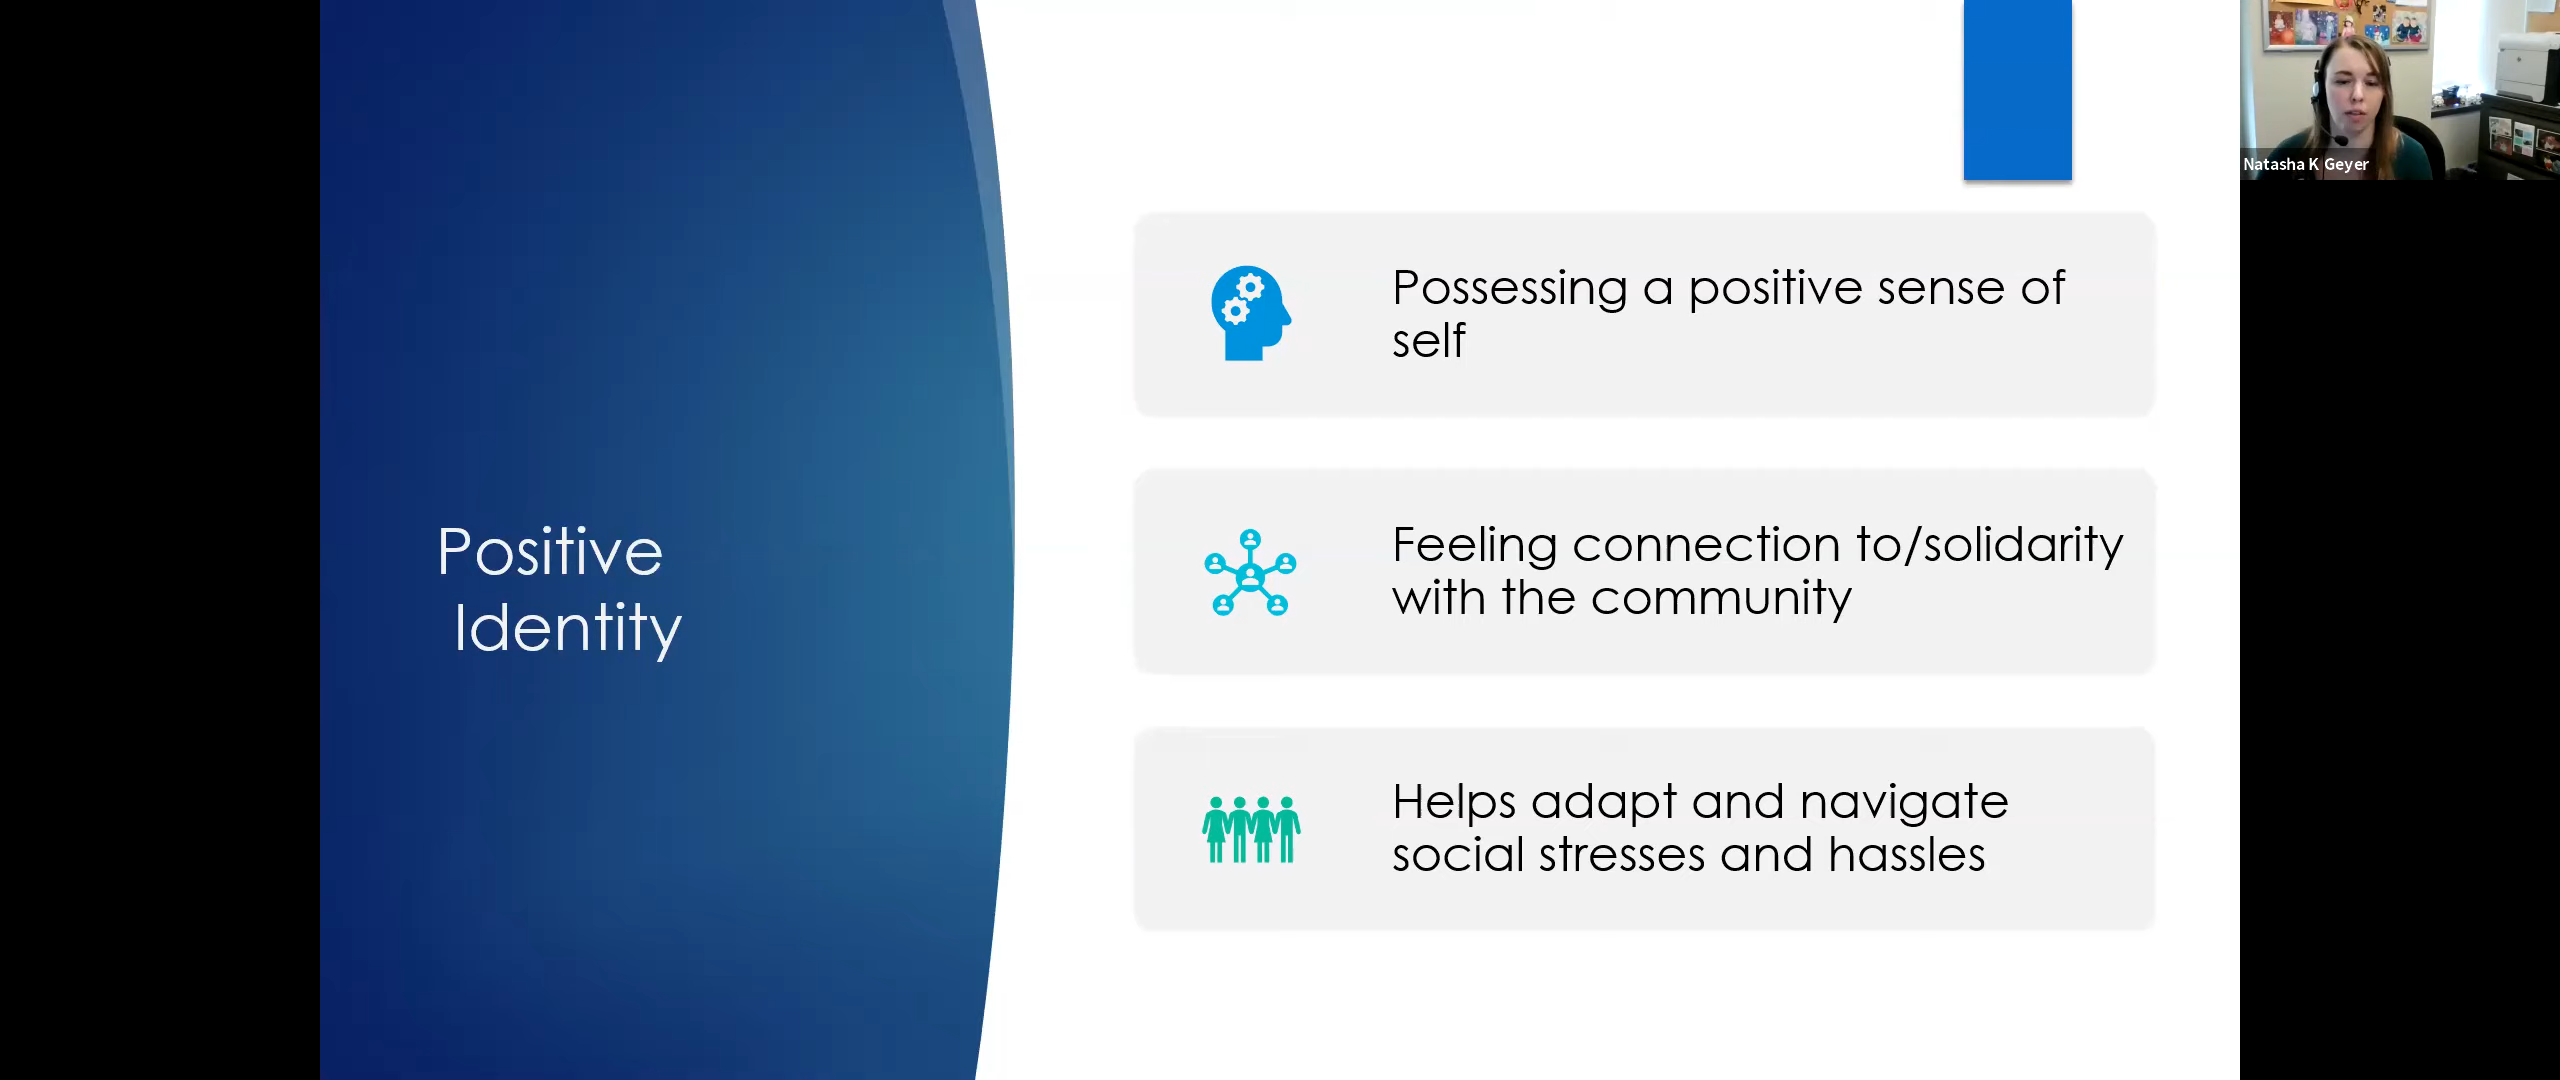 Positive
Identity
Possessing a positive sense of
self
Feeling connection to/solidarity
with the community
Helps adapt and navigate
social stresses and hassles
Natasha K Geyer